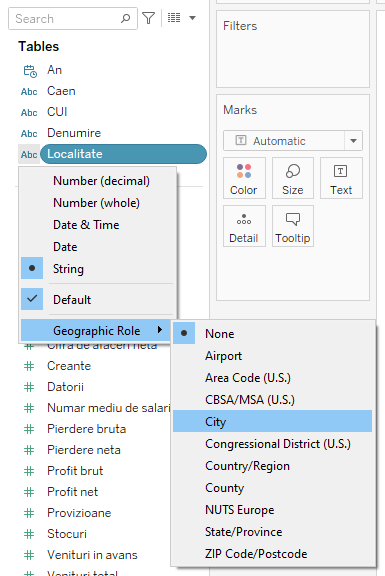 Search
Tables
An
Abc Caen
Abc CUI
Abc Denumire
Abc Localitate
Number (decimal)
Number (whole)
Date & Time
Date
String
Default
Geographic Role
Cifra de afaceri neta
Creante
Datorii
Numar mediu de salari
Pierdere bruta
Pierdere neta
Profit brut
Profit net
Provizioane
Stocuri
Venituri in avans
Venituri total
None
Airport
Area Code (U.S.)
CBSA/MSA (U.S.)
City
Congressional District (U.S.)
Country/Region
County
NUTS Europe
State/Province
ZIP Code/Postcode
Filters
Marks
T Automatic
Color
Size
T Text
Detail
Tooltip